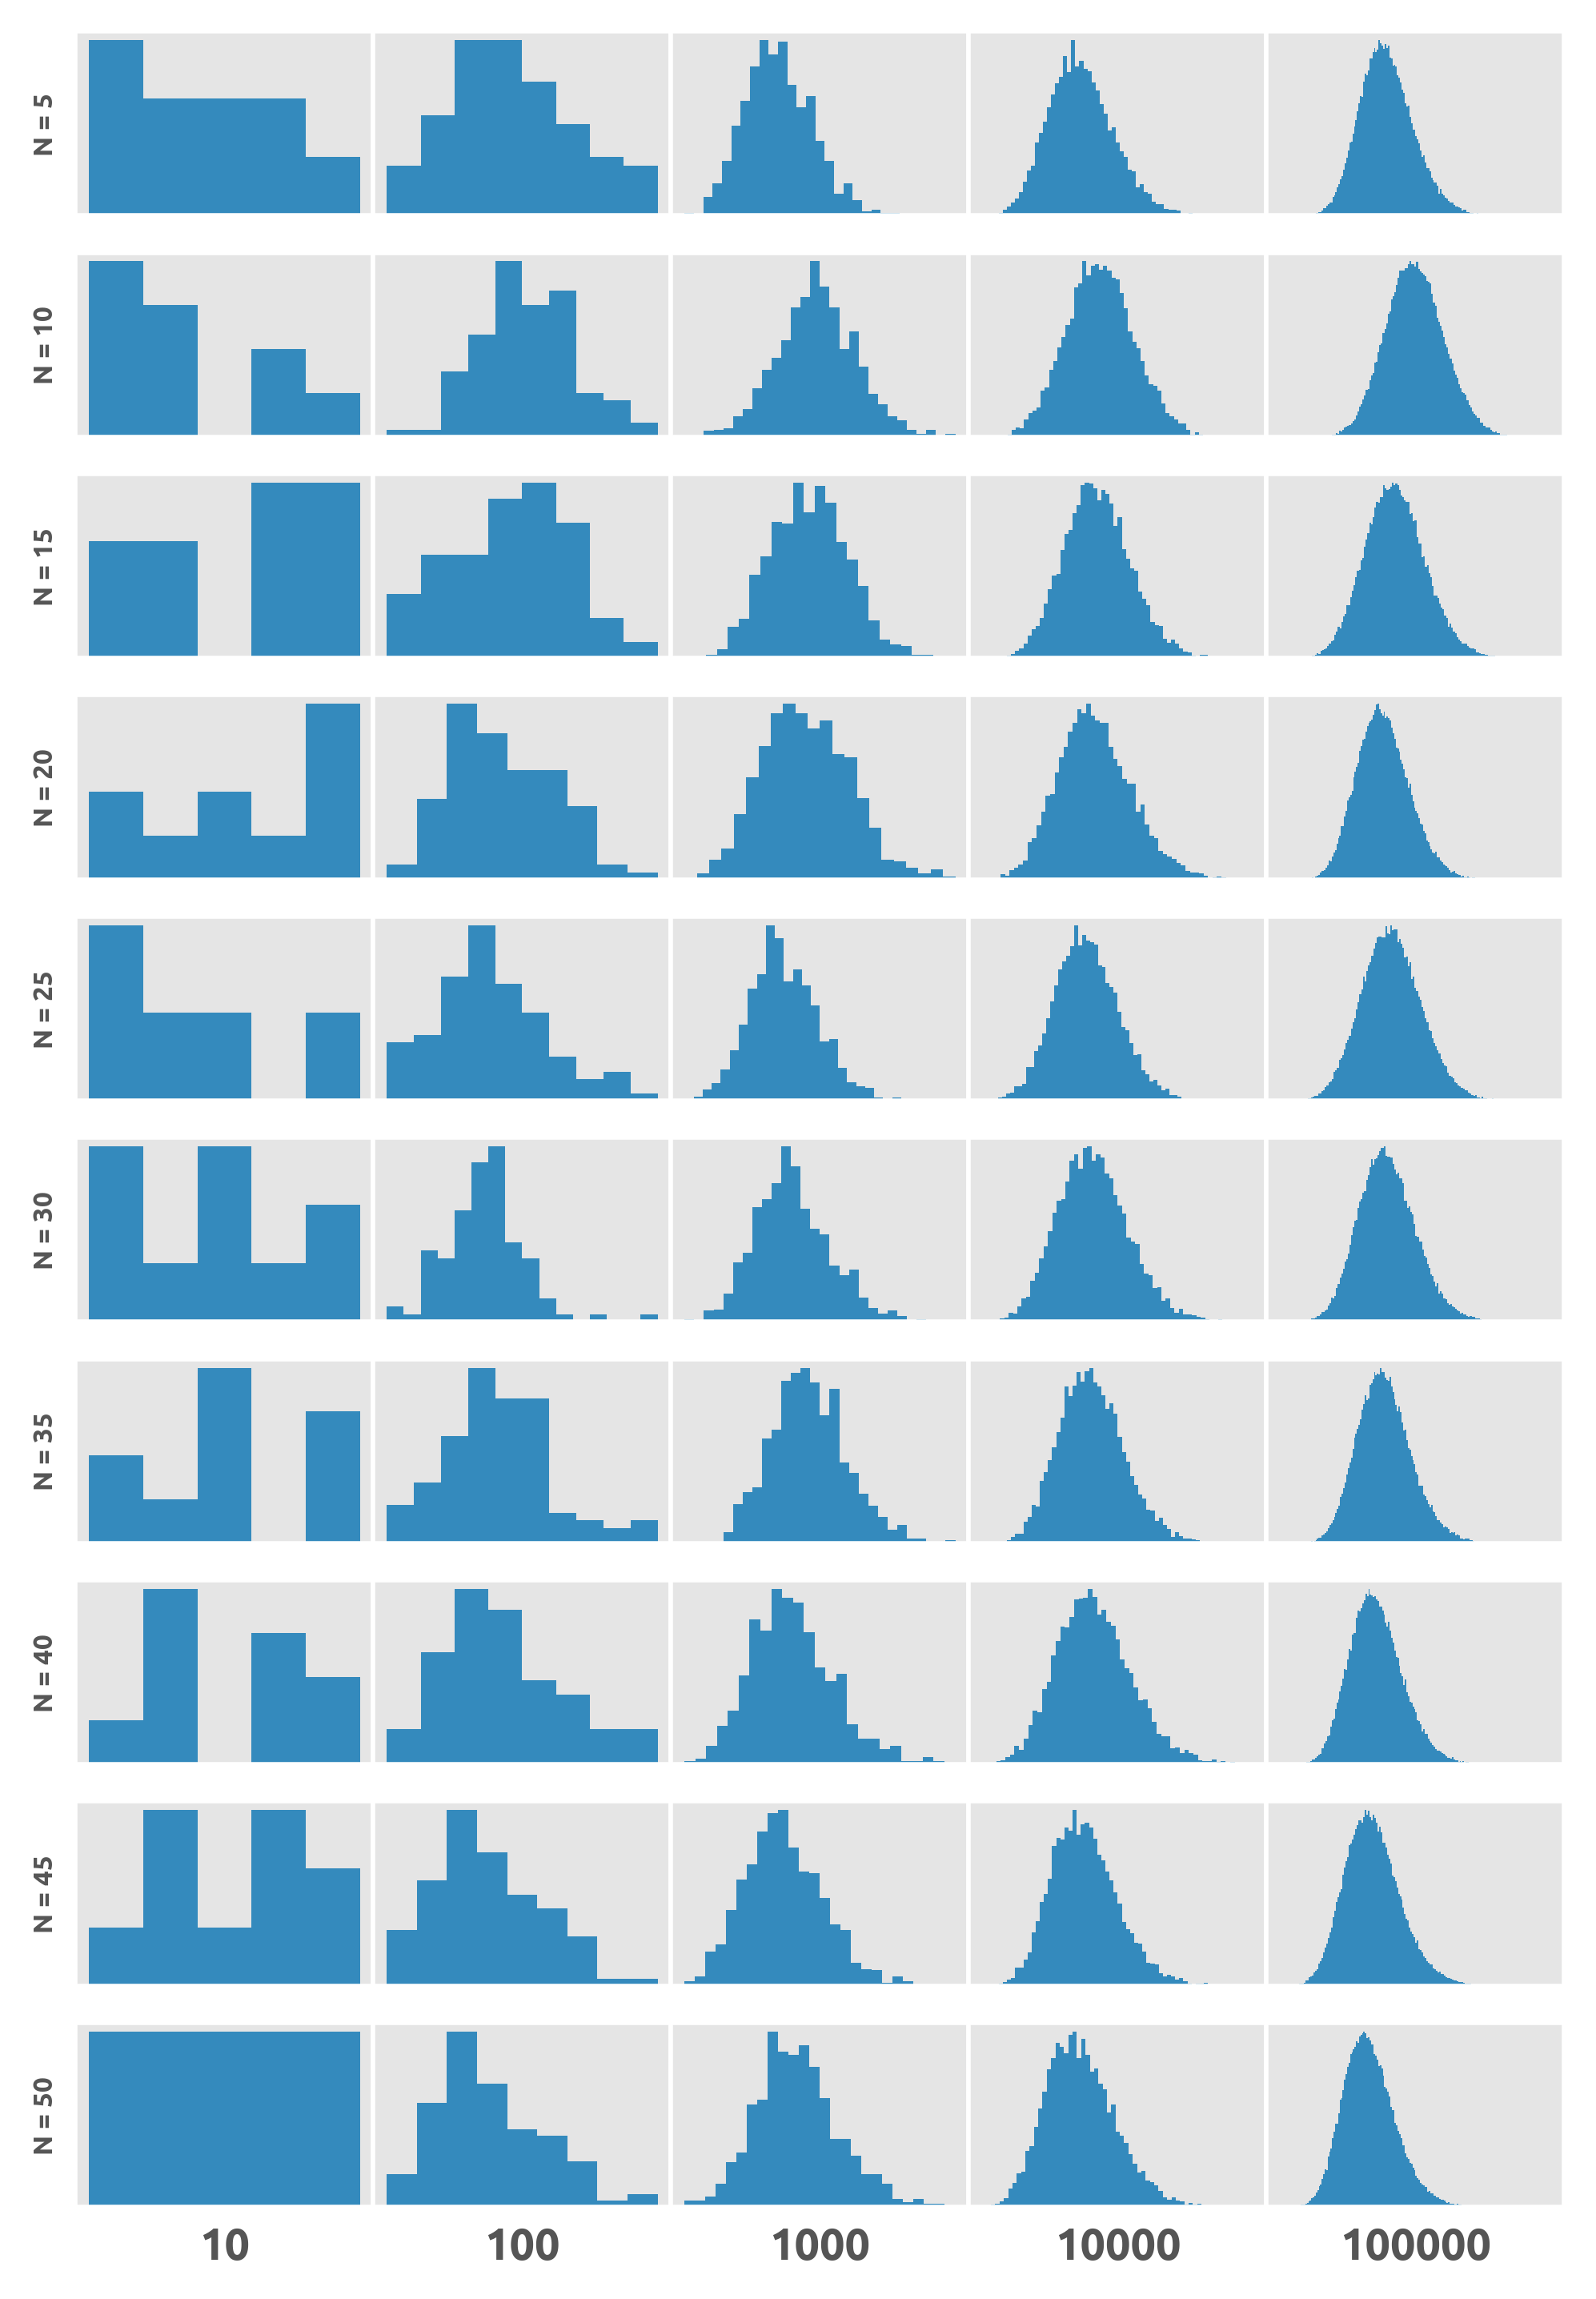 N = 5
N = 10
N = 15
N = 20
N = 25
N = 30
N = 35
N = 40
N = 45
N = 50
10 100 1000 10000 100000